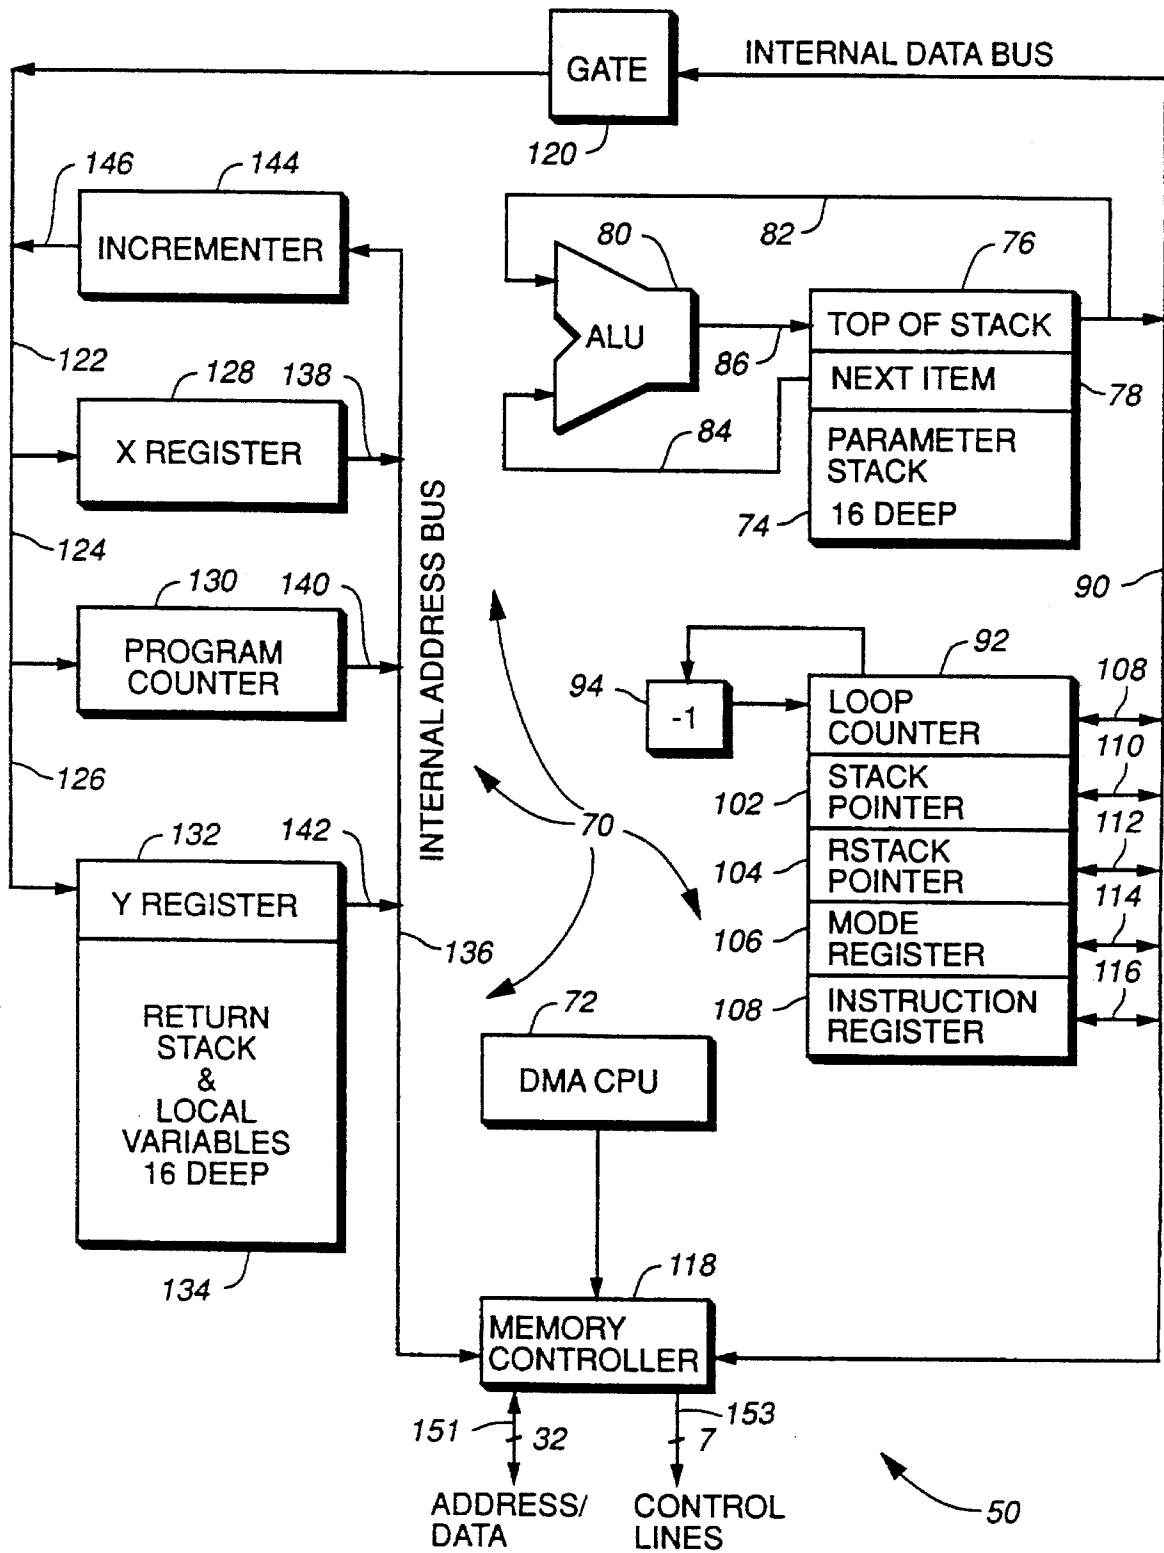 GATE
INTERNAL DATA BUS
120
146
144
INCREMENTER
82
80
76
ALU
TOP OF STACK
86
NEXT ITEM
78
84
PARAMETER
STACK
16 DEEP
74
122
128
138
X REGISTER
124
INTERNAL ADDRESS BUS
130
140
PROGRAM
COUNTER
90
92
94
-1
LOOP
COUNTER
108
126
102
STACK
POINTER
110
70
104
RSTACK
POINTER
112
132
142
Y REGISTER
106
MODE
REGISTER
114
136
108
INSTRUCTION
REGISTER
116
RETURN
STACK
&
LOCAL
VARIABLES
16 DEEP
134
72
DMA CPU
118
MEMORY
CONTROLLER
151
32
153
7
ADDRESS/
DATA
CONTROL
LINES
50